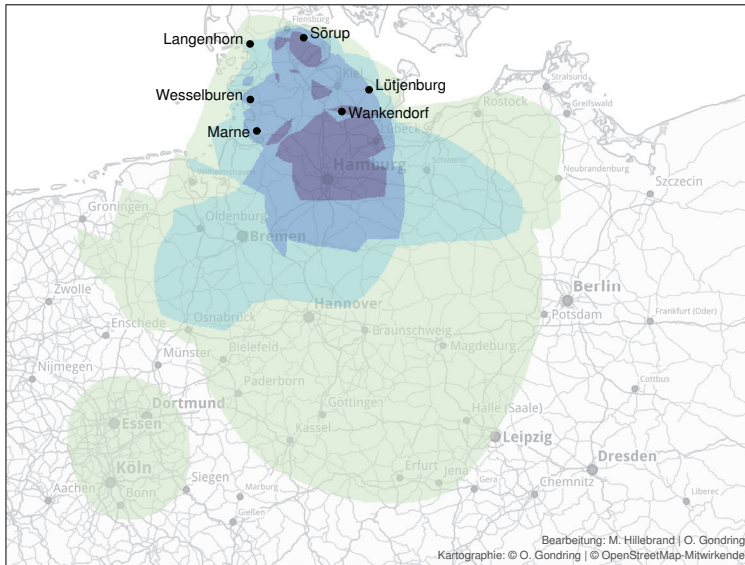 Flensburg
Sörup
Langenhorn
Kiel
Lütjenburg
Stralsund
Wesselburen
Rostock
Greifswald
Wankendorf
Marne
Lübeck
Schwerin
Wilhelmshaven
Hamburg
Neubrandenburg
Szczecin
Groningen
Oldenburg
Bremen
Zwolle
Berlin
Hannover
Osnabrück
Potsdam
Frankfurt (Oder)
Enschede
Braunschweig
Bielefeld
Magdeburg
Münster
Nijmegen
Cottbus
Paderborn
Dortmund
Göttingen
Halle (Saale)
Essen
Kassel
Leipzig
Dresden
Köln
Erfurt
Jena
Gera
Siegen
Aachen
Bonn
Marburg
Chemnitz
Liberec
Gießen
Bearbeitung: M. Hillebrand | O. Gondring
Kartographie: © O. Gondring | © OpenStreetMap-Mitwirkende